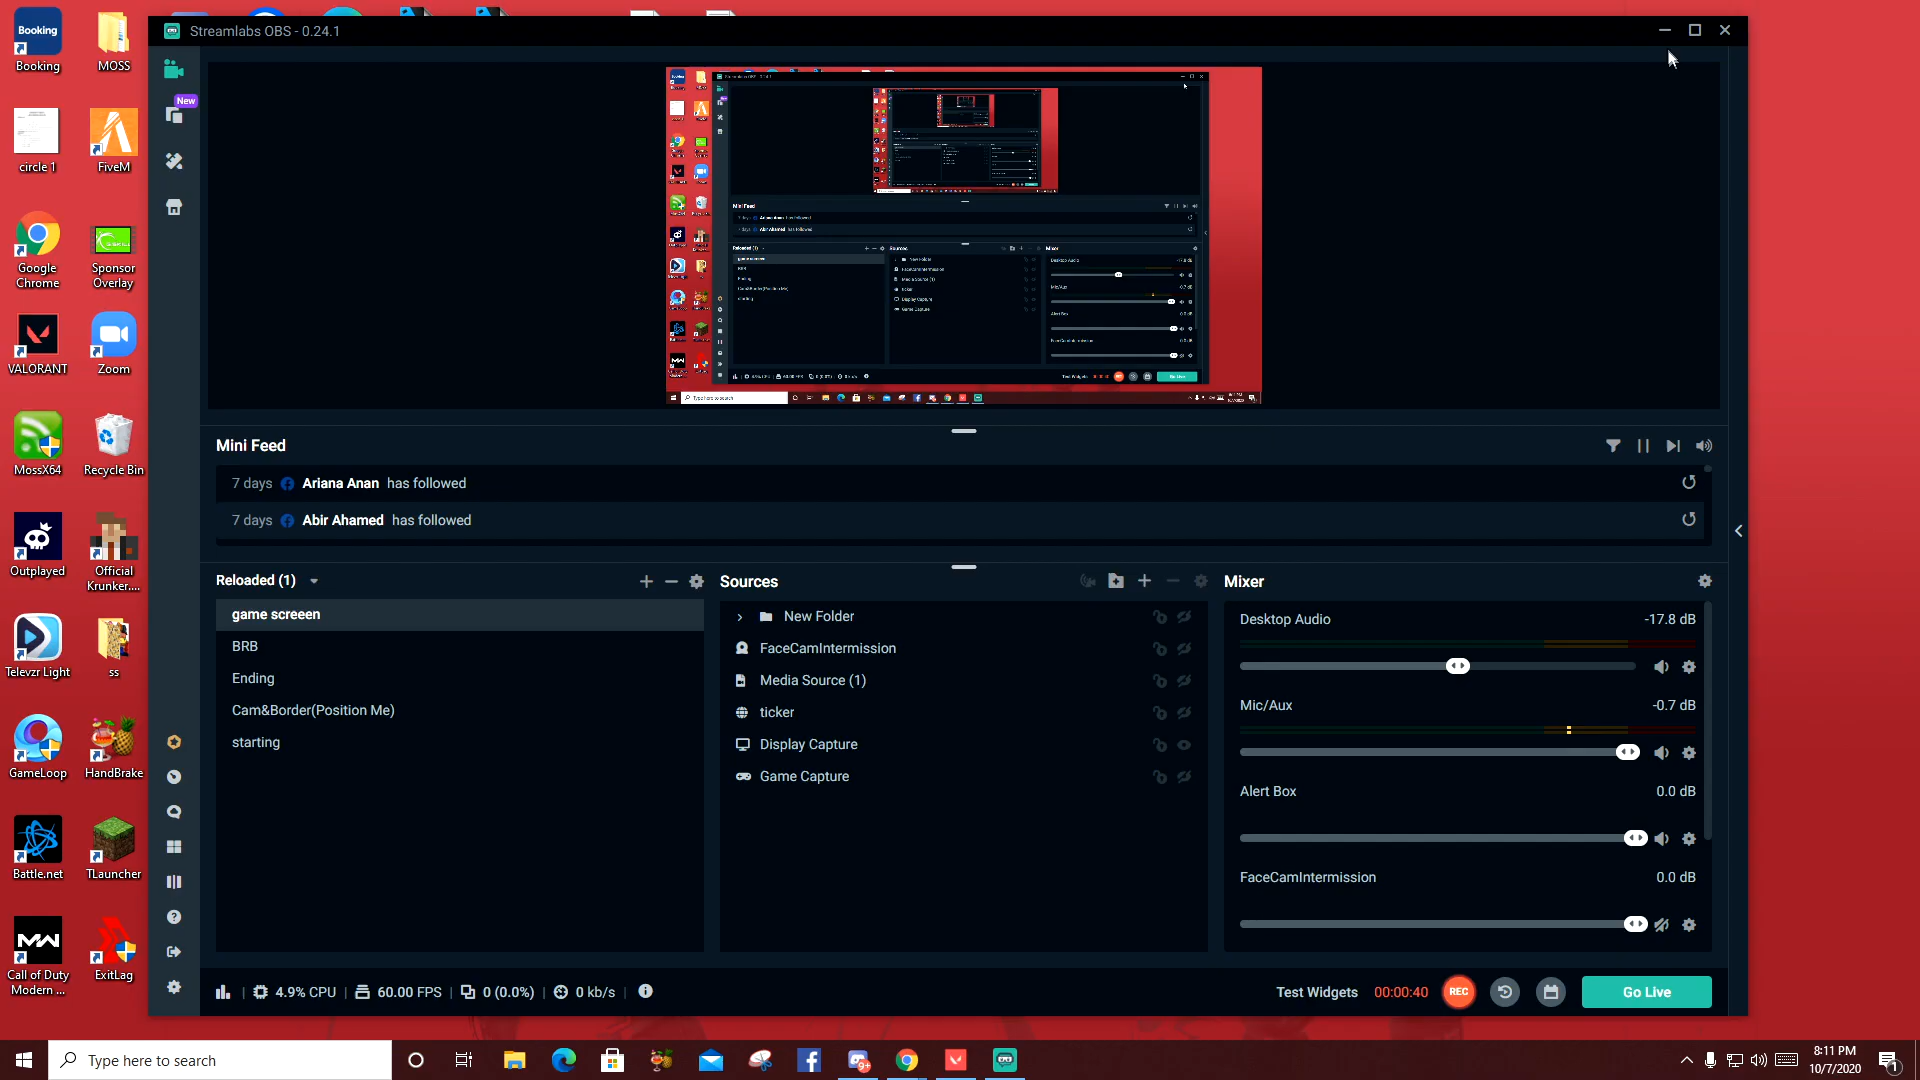 Booking
MOSS
circle 1
FiveM
Google
Chrome
Sponsor
Overlay
VALORANT
Zoom
MossX64
Recycle Bin
Outplayed
Official
Krunker....
Televzr Light
ss
GameLoop
HandBrake
Battle.net
TLauncher
Call of Duty
Modern ...
ExitLag
Streamlabs OBS - 0.24.1
New
Mini Feed
7 days Ariana Anan has followed
7 days Abir Ahamed has followed
Reloaded (1)
game screeen
BRB
Ending
Cam&Border(Position Me)
starting
Sources
New Folder
FaceCamIntermission
Media Source (1)
ticker
Display Capture
Game Capture
Mixer
Desktop Audio -17.8 dB
Mic/Aux -0.7 dB
Alert Box 0.0 dB
FaceCamIntermission 0.0 dB
4.9% CPU 60.00 FPS 0 (0.0%) 0 kb/s
Test Widgets 00:00:40 REC Go Live
Type here to search
9+
8:11 PM
10/7/2020
1